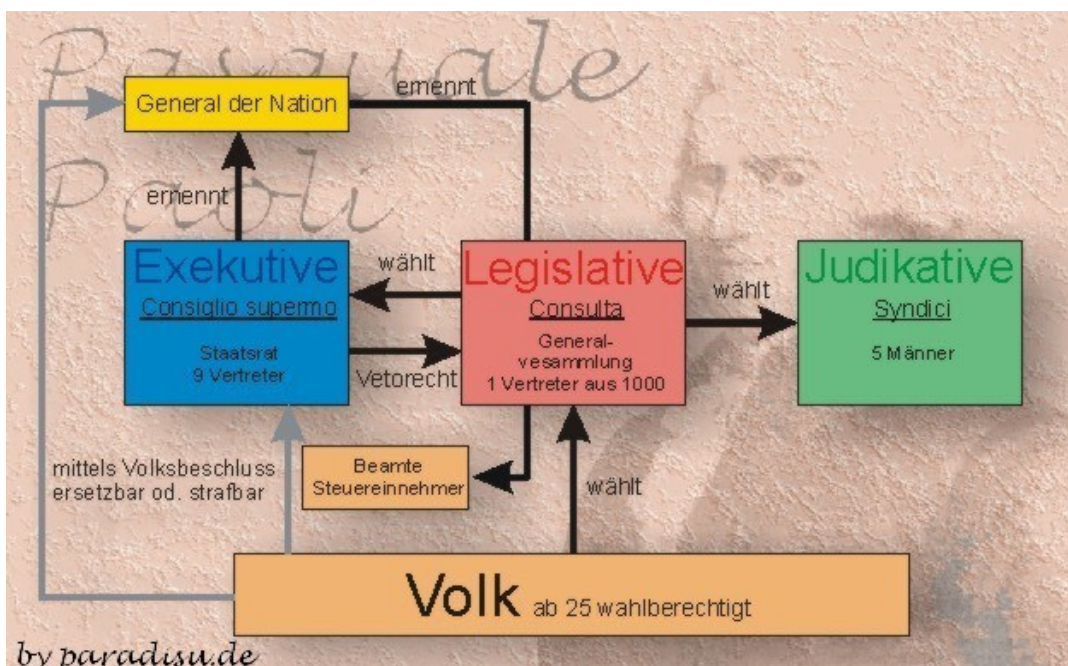 Pasquale
ernennt
General der Nation
Paoli
ernennt
Exekutive
Consiglio supermo
Staatsrat
9 Vertreter
wählt
Vetorecht
Legislative
Consulta
General-
vesammlung
1 Vertreter aus 1000
wählt
Judikative
Syndici
5 Männer
mittels Volksbeschluss
ersetzbar od. strafbar
Beamte
Steuereinnehmer
wählt
Volk ab 25 wahlberechtigt
by paradisu.de